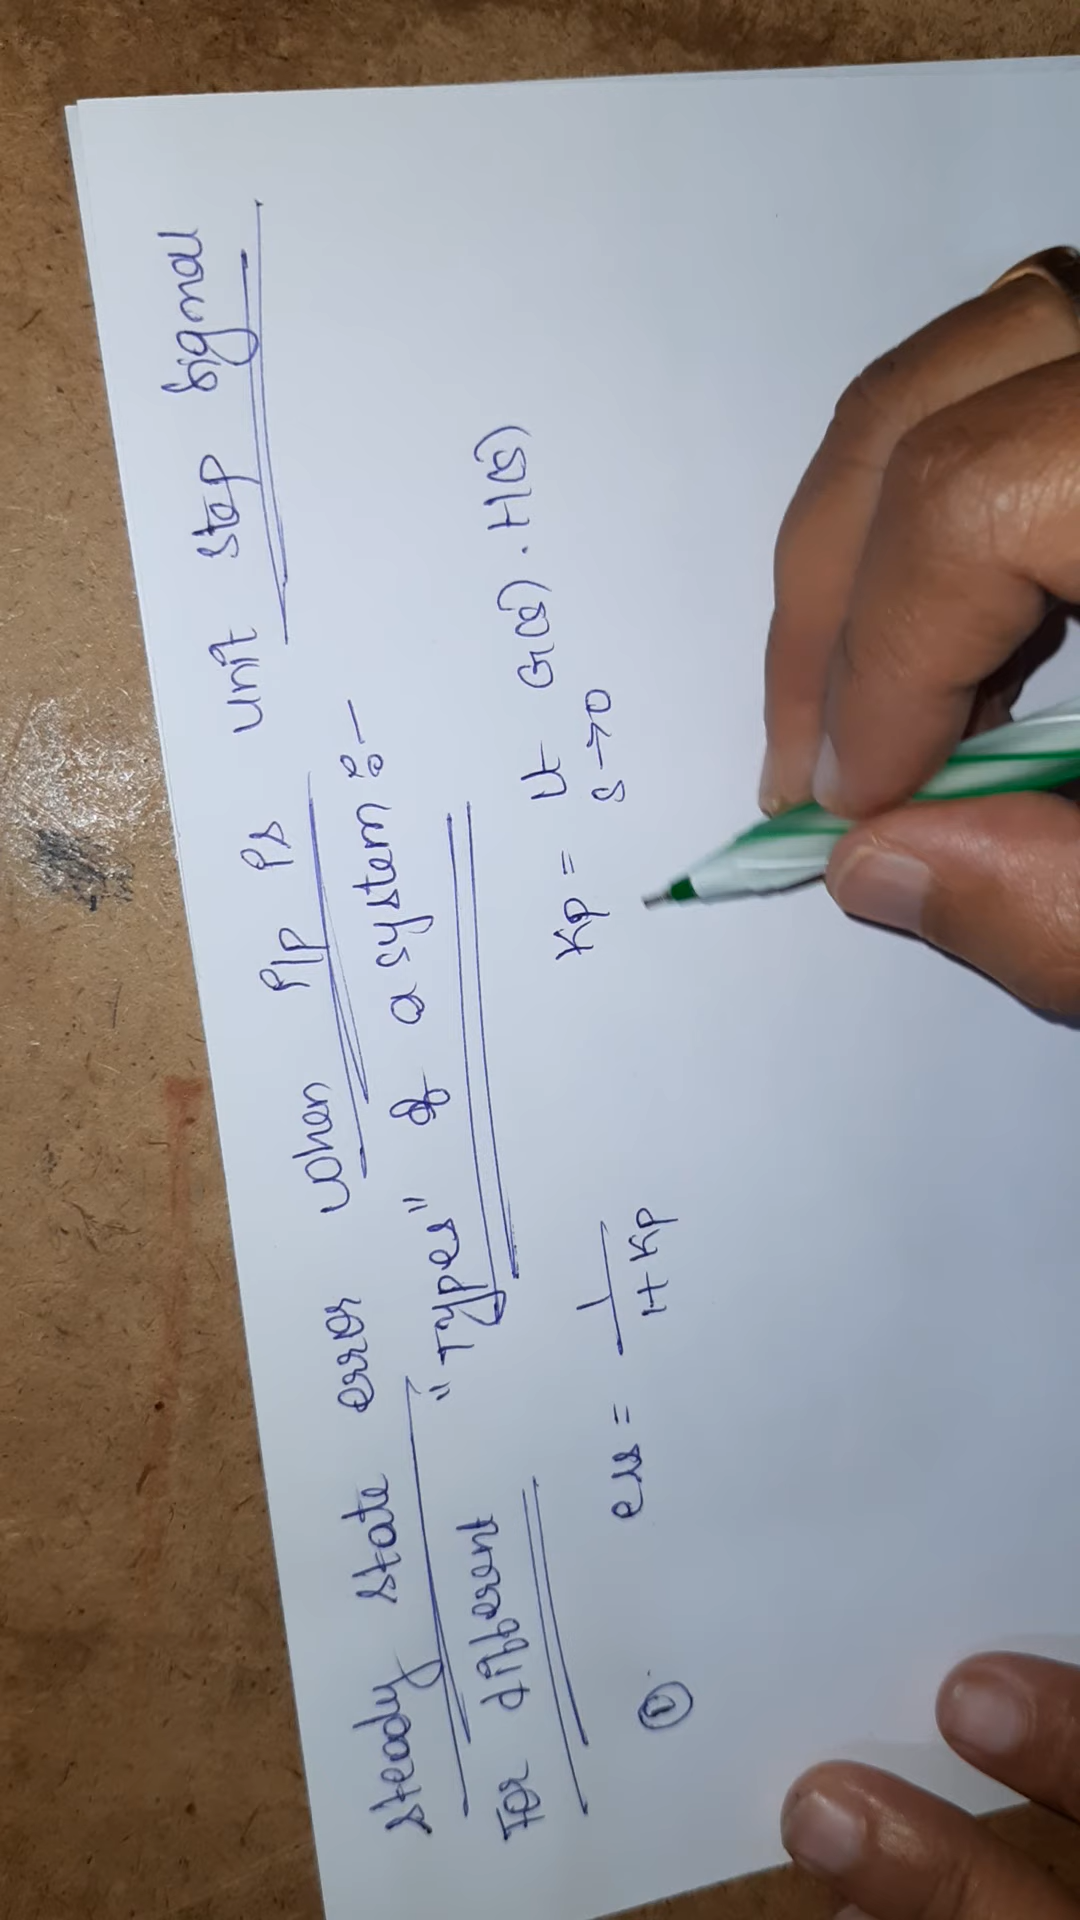 steady state error when i/p is unit step signal
For different "Types" of a system :-
① ess = 1/1+Kp    Kp = lt s→0 G(s).H(s)